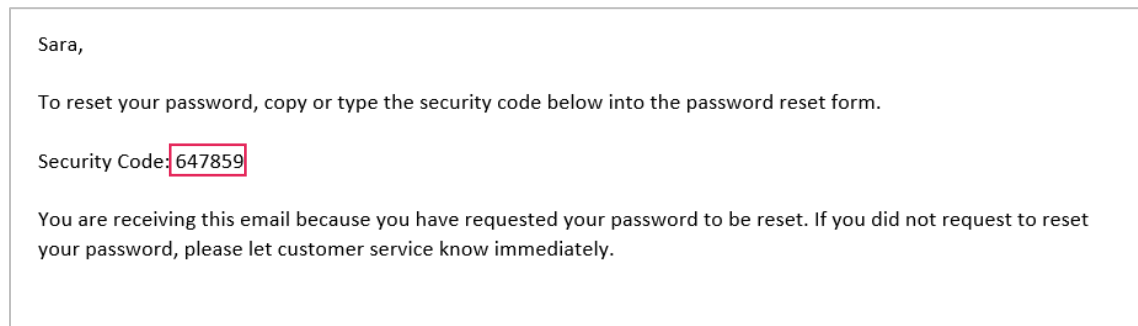 Sara,
To reset your password, copy or type the security code below into the password reset form.
Security Code: 647859
You are receiving this email because you have requested your password to be reset. If you did not request to reset
your password, please let customer service know immediately.